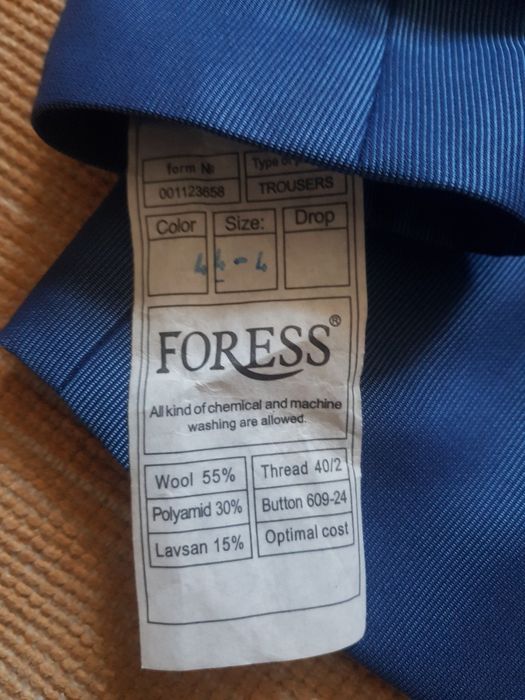 form №
Type of
001123658
TROUSERS
Color
Size:
Drop
44-4
FORESS®
All kind of chemical and machine
washing are allowed.
Wool 55%
Thread 40/2
Polyamid 30%
Button 609-24
Lavsan 15%
Optimal cost